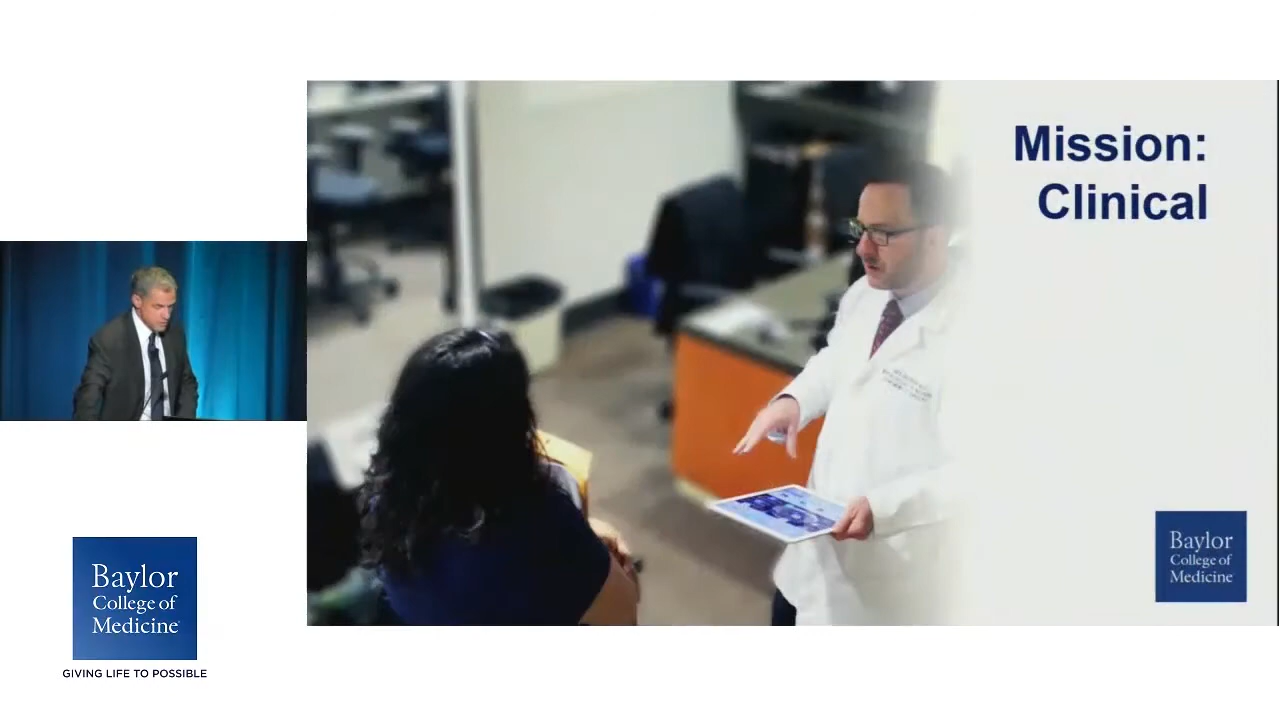 Mission:
Clinical
Baylor
College of
Medicine
Baylor
College of
Medicine
GIVING LIFE TO POSSIBLE